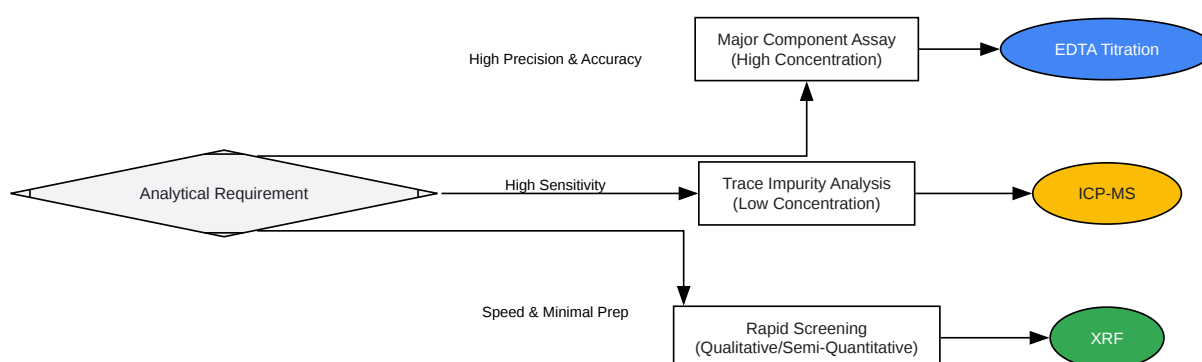 High Precision & Accuracy
Major Component Assay
(High Concentration)
EDTA Titration
Analytical Requirement
High Sensitivity
Trace Impurity Analysis
(Low Concentration)
ICP-MS
Speed & Minimal Prep
Rapid Screening
(Qualitative/Semi-Quantitative)
XRF